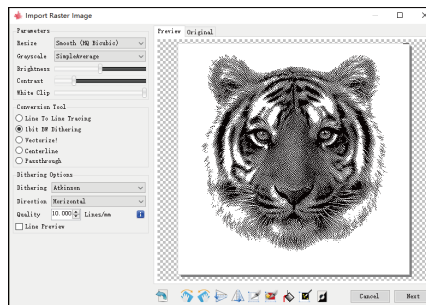 Import Raster Image
Parameters
Resize Smooth (HQ Bicubic)
Grayscale SimpleAverage
Brightness
Contrast
White Clip
Conversion Tool
Line To Line Tracing
1bit BW Dithering
Vectorize!
Centerline
Passthrough
Dithering Options
Dithering Atkinson
Direction Horizontal
Quality 10.000 Lines/mm
Line Preview
Preview Original
Cancel Next